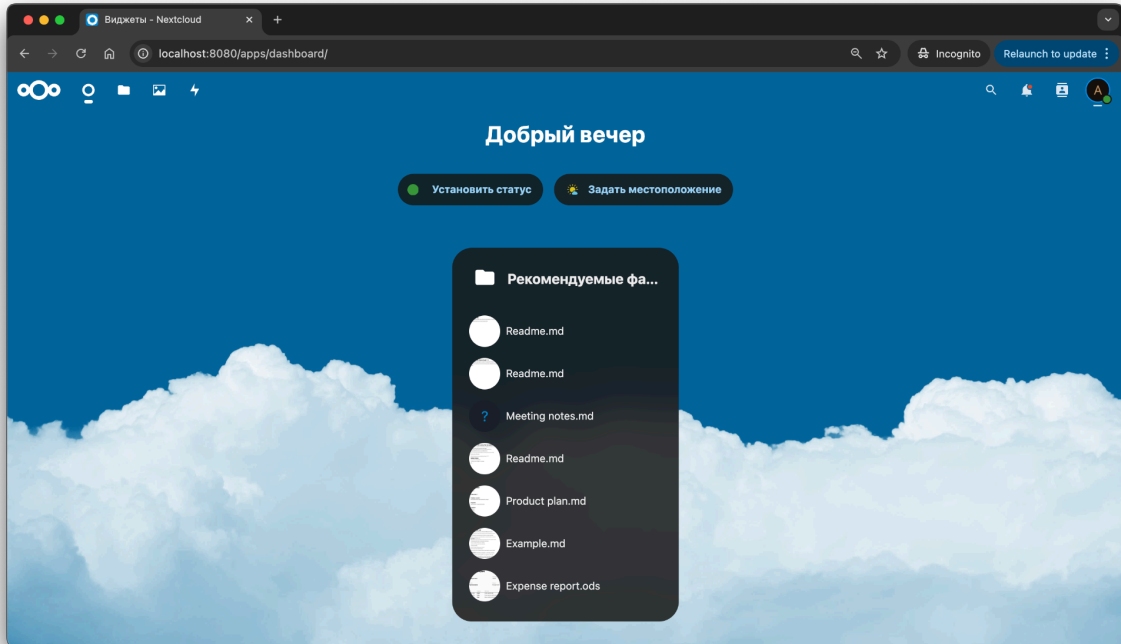 Виджеты - Nextcloud
localhost:8080/apps/dashboard/
Incognito
Relaunch to update
A
Добрый вечер
Установить статус
Задать местоположение
Рекомендуемые фа...
Readme.md
Readme.md
? Meeting notes.md
Readme.md
Product plan.md
Example.md
Expense report.ods